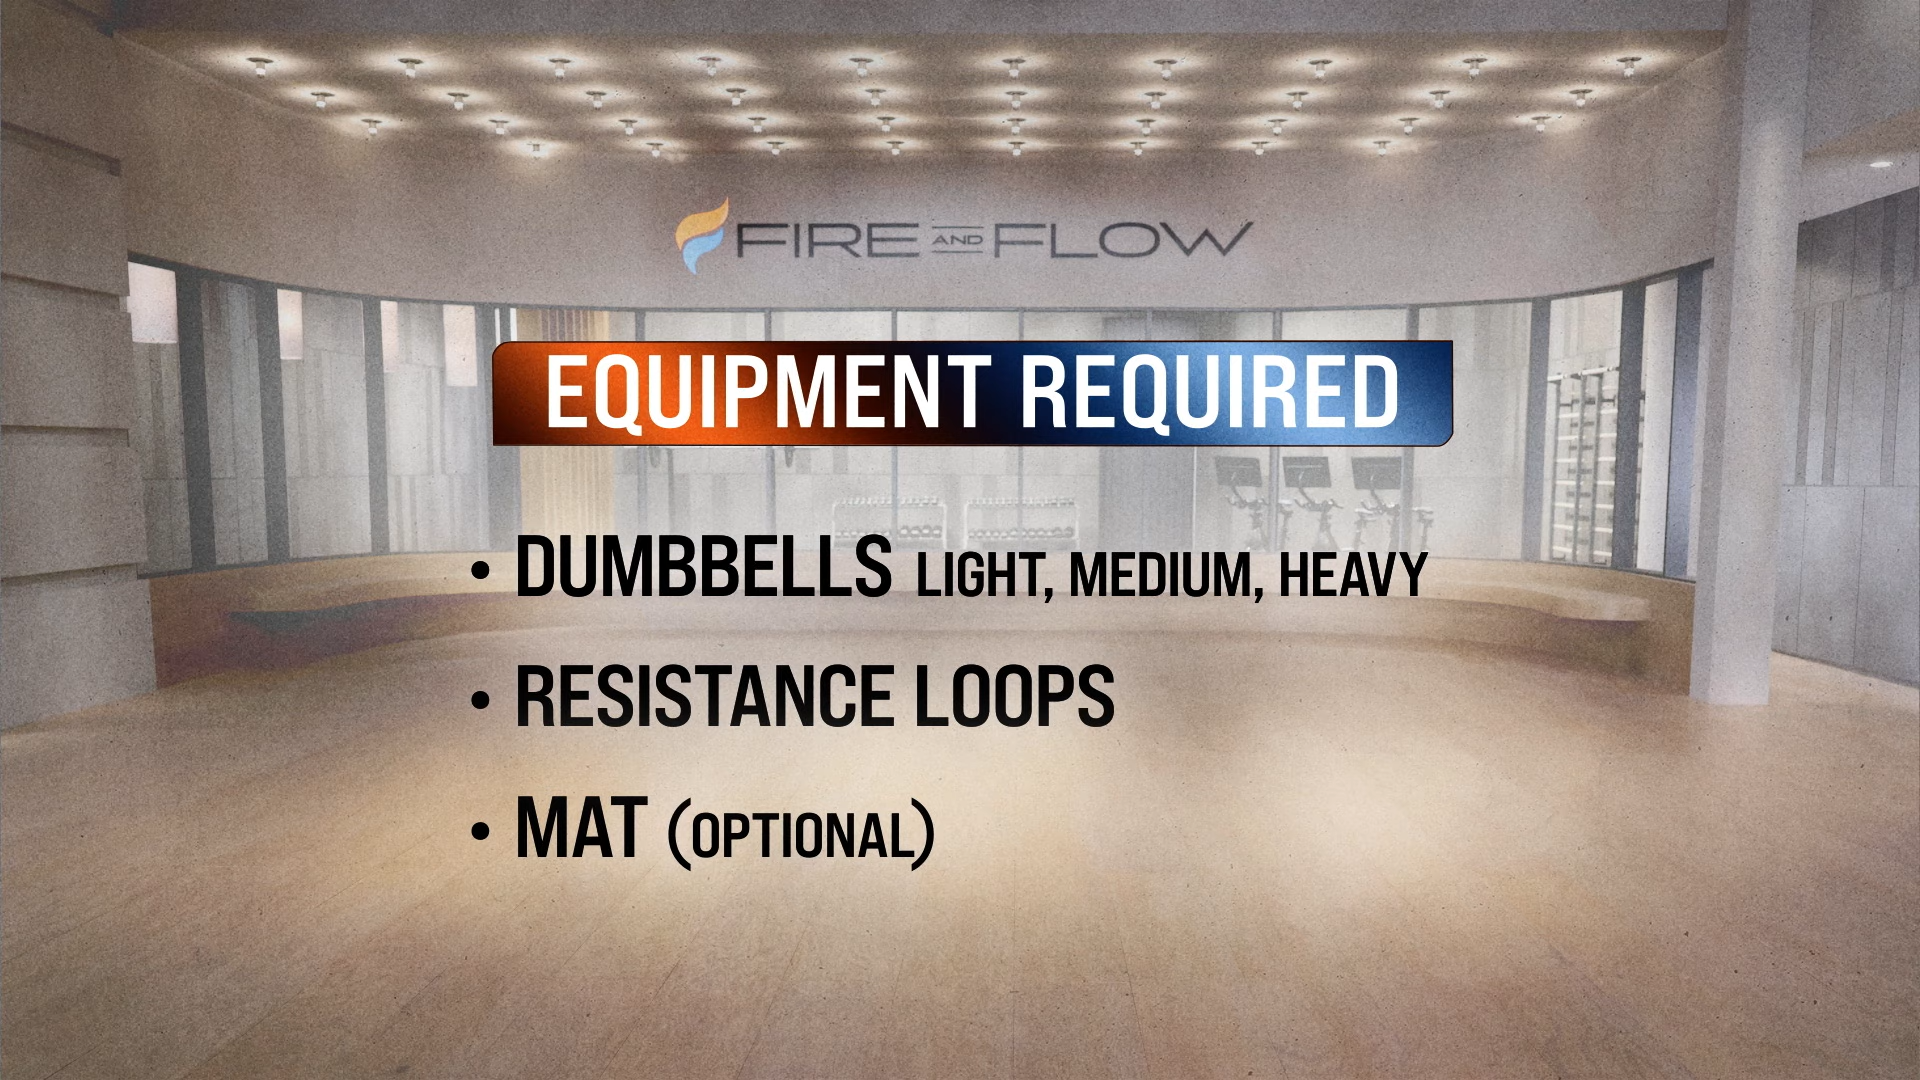 FIRE AND FLOW
EQUIPMENT REQUIRED
• DUMBBELLS LIGHT, MEDIUM, HEAVY
• RESISTANCE LOOPS
• MAT (OPTIONAL)